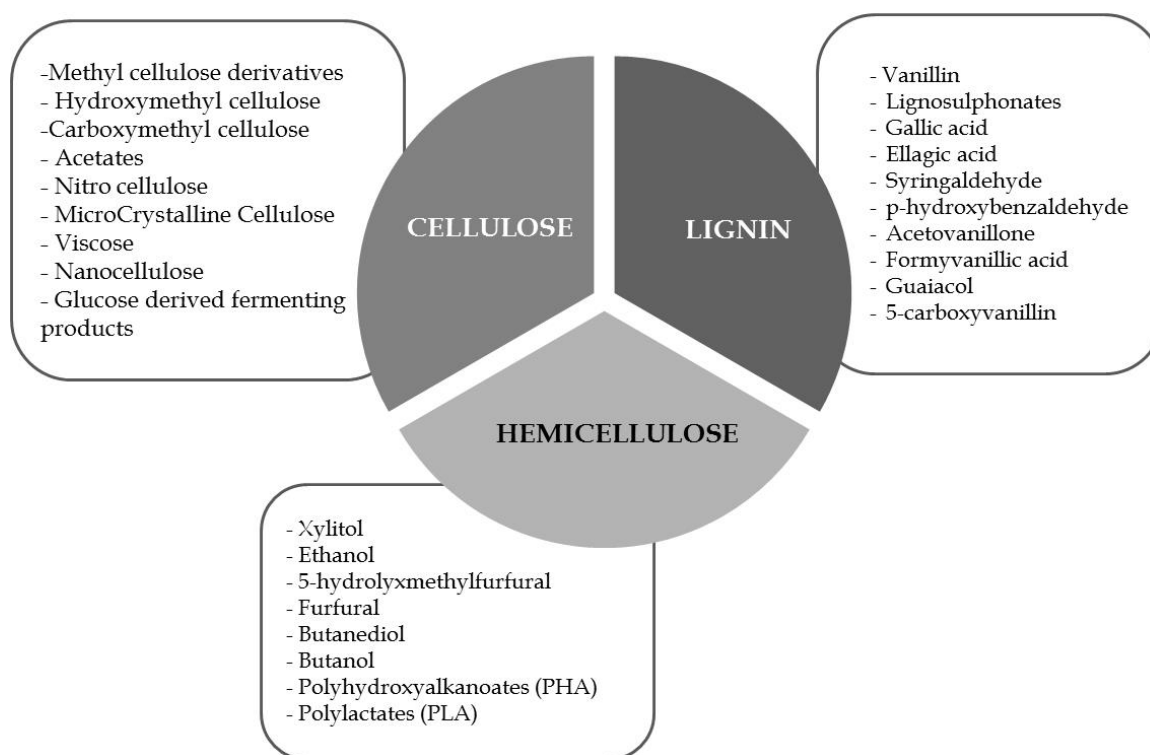 -Methyl cellulose derivatives
- Hydroxymethyl cellulose
-Carboxymethyl cellulose
- Acetates
- Nitro cellulose
- MicroCrystalline Cellulose
- Viscose
- Nanocellulose
- Glucose derived fermenting
products
CELLULOSE
LIGNIN
- Vanillin
- Lignosulphonates
- Gallic acid
- Ellagic acid
- Syringaldehyde
- p-hydroxybenzaldehyde
- Acetovanillone
- Formyvanillic acid
- Guaiacol
- 5-carboxyvanillin
HEMICELLULOSE
- Xylitol
- Ethanol
- 5-hydrolyxmethylfurfural
- Furfural
- Butanediol
- Butanol
- Polyhydroxyalkanoates (PHA)
- Polylactates (PLA)